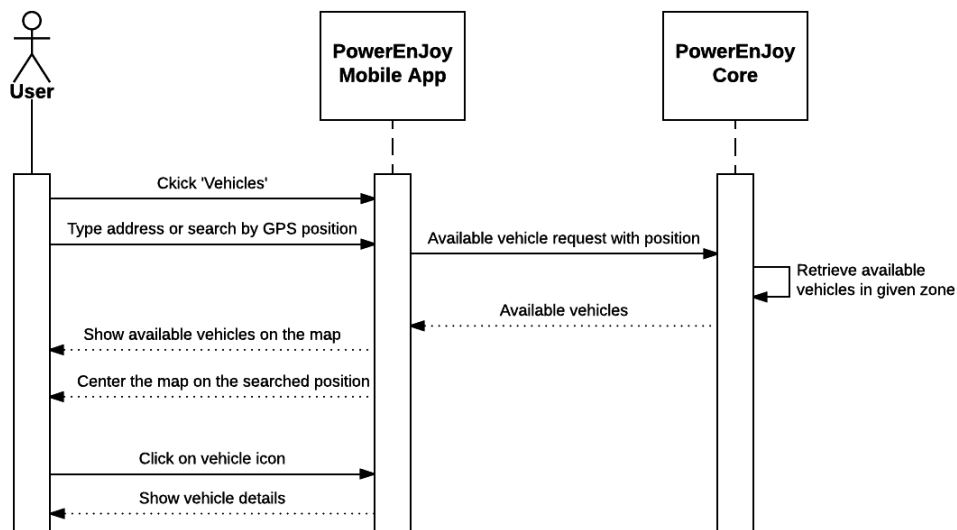 User
PowerEnJoy
Mobile App
PowerEnJoy
Core
Ckick 'Vehicles'
Type address or search by GPS position
Available vehicle request with position
Retrieve available
vehicles in given zone
Available vehicles
Show available vehicles on the map
Center the map on the searched position
Click on vehicle icon
Show vehicle details